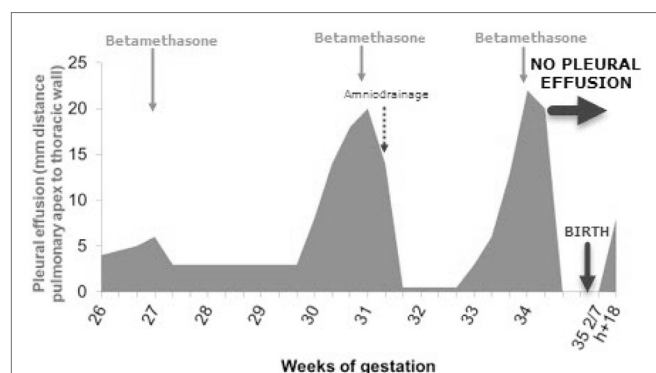 Betamethasone
Betamethasone
Betamethasone
NO PLEURAL
EFFUSION
Amniodrainage
Pleural effusion (mm distance
pulmonary apex to thoracic wall)
25
20
15
10
5
0
BIRTH
26
27
28
29
30
31
32
33
34
35 2/7
h+18
Weeks of gestation